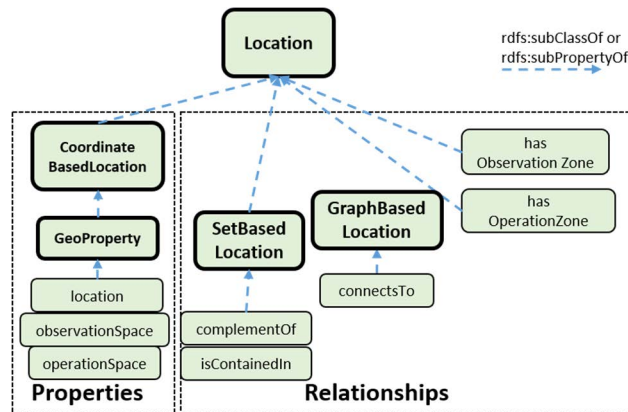 Location
rdfs:subClassOf or
rdfs:subPropertyOf
Coordinate
BasedLocation
GeoProperty
location
observationSpace
operationSpace
Properties
SetBased
Location
GraphBased
Location
connectsTo
complementOf
isContainedIn
has
Observation Zone
has
OperationZone
Relationships